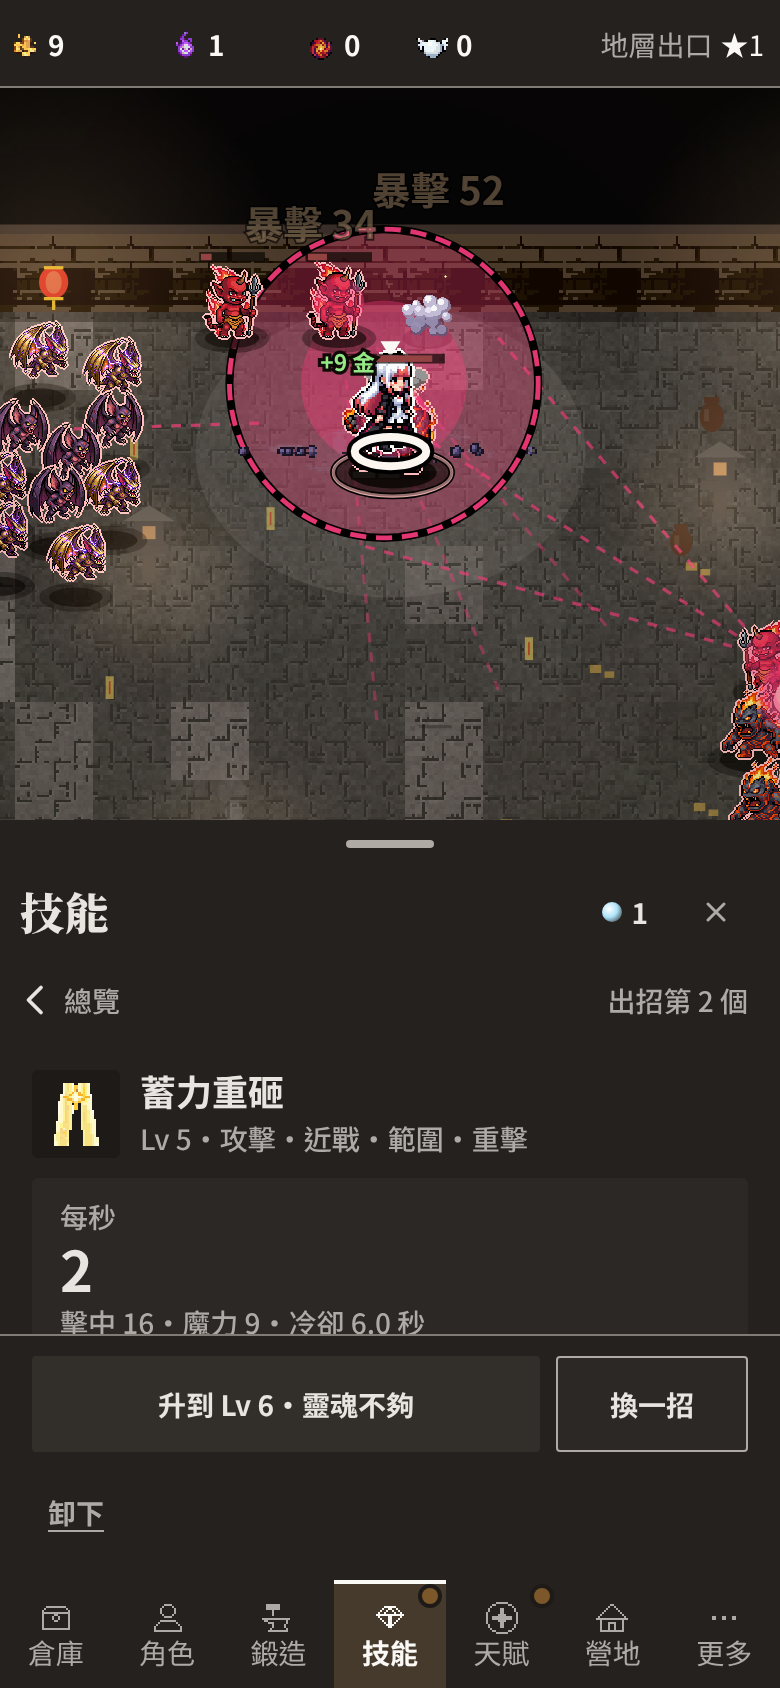 9
1
0
0
地層出口 ★1
暴擊 52
暴擊 34
+9 金
技能
1
總覽
出招第 2 個
蓄力重砸
Lv 5・攻擊・近戰・範圍・重擊
每秒
2
擊中 16・魔力 9・冷卻 6.0 秒
升到 Lv 6・靈魂不夠
換一招
卸下
倉庫
角色
鍛造
技能
天賦
營地
更多